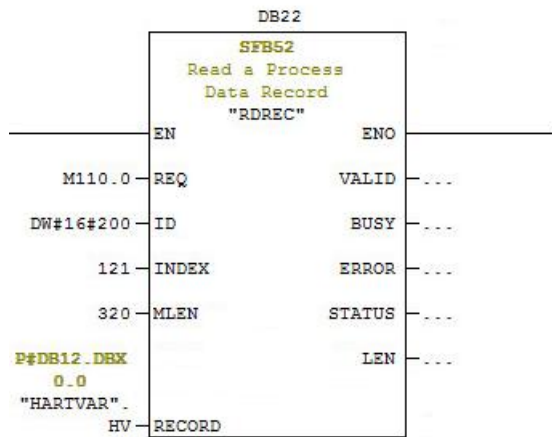 DB22
SFB52
Read a Process
Data Record
"RDREC"
EN ENO
M110.0 REQ VALID ...
DW#16#200 ID BUSY ...
121 INDEX ERROR ...
320 MLEN STATUS ...
P#DB12.DBX LEN ...
0.0
"HARTVAR".
HV RECORD